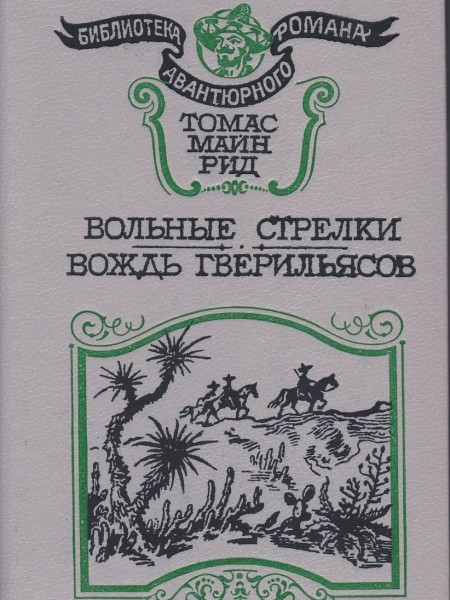 БИБЛИОТЕКА
АВАНТЮРНОГО
РОМАНА
ТОМАС
МАЙН
РИД
ВОЛЬНЫЕ СТРЕЛКИ
ВОЖДЬ ГВЕРИЛЬЯСОВ